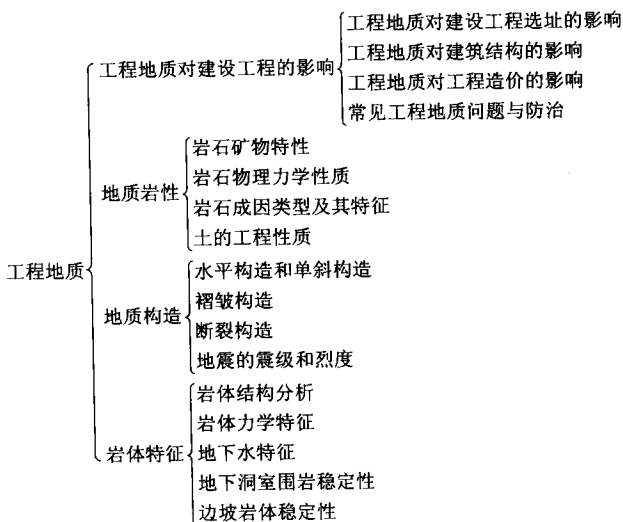 工程地质
工程地质对建设工程的影响
工程地质对建设工程选址的影响
工程地质对建筑结构的影响
工程地质对工程造价的影响
常见工程地质问题与防治
地质岩性
岩石矿物特性
岩石物理力学性质
岩石成因类型及其特征
土的工程性质
地质构造
水平构造和单斜构造
褶皱构造
断裂构造
地震的震级和烈度
岩体特征
岩体结构分析
岩体力学特征
地下水特征
地下洞室围岩稳定性
边坡岩体稳定性